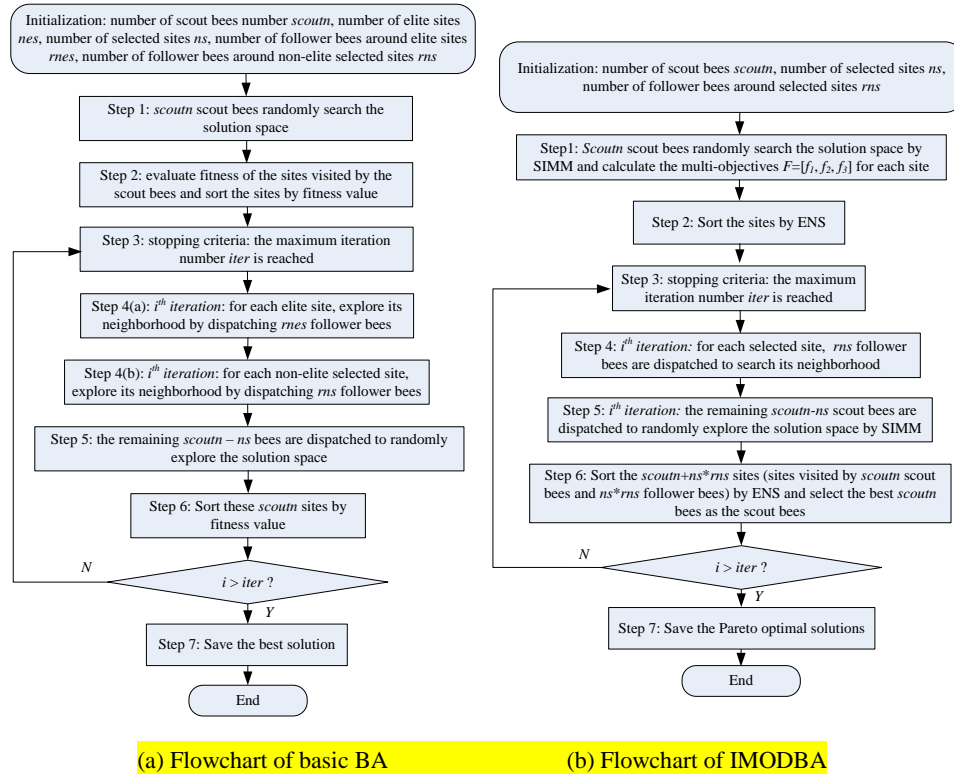 Initialization: number of scout bees number scoutn, number of elite sites
nes, number of selected sites ns, number of follower bees around elite sites
rnes, number of follower bees around non-elite selected sites rns
Step 1: scoutn scout bees randomly search the
solution space
Step 2: evaluate fitness of the sites visited by the
scout bees and sort the sites by fitness value
Step 3: stopping criteria: the maximum iteration
number iter is reached
Step 4(a): i^th iteration: for each elite site, explore its
neighborhood by dispatching rnes follower bees
Step 4(b): i^th iteration: for each non-elite selected site,
explore its neighborhood by dispatching rns follower bees
Step 5: the remaining scoutn – ns bees are dispatched to randomly
explore the solution space
Step 6: Sort these scoutn sites by
fitness value
N
i > iter ?
Y
Step 7: Save the best solution
End
(a) Flowchart of basic BA
Initialization: number of scout bees scoutn, number of selected sites ns,
number of follower bees around selected sites rns
Step1: Scoutn scout bees randomly search the solution space by
SIMM and calculate the multi-objectives F=[f1, f2, f3] for each site
Step 2: Sort the sites by ENS
Step 3: stopping criteria: the maximum
iteration number iter is reached
Step 4: i^th iteration: for each selected site, rns follower
bees are dispatched to search its neighborhood
Step 5: i^th iteration: the remaining scoutn-ns scout bees are
dispatched to randomly explore the solution space by SIMM
Step 6: Sort the scoutn+ns*rns sites (sites visited by scoutn scout
bees and ns*rns follower bees) by ENS and select the best scoutn
bees as the scout bees
N
i > iter ?
Y
Step 7: Save the Pareto optimal solutions
End
(b) Flowchart of IMODBA